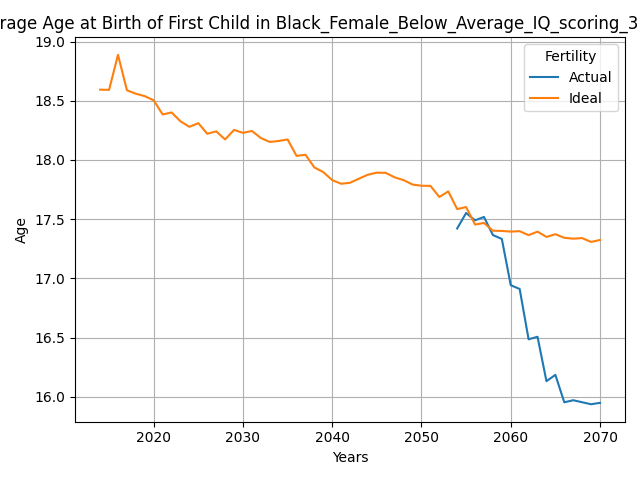 rage Age at Birth of First Child in Black_Female_Below_Average_IQ_scoring_3
19.0
18.5
18.0
17.5
17.0
16.5
16.0
Age
Fertility
Actual
Ideal
2020 2030 2040 2050 2060 2070
Years